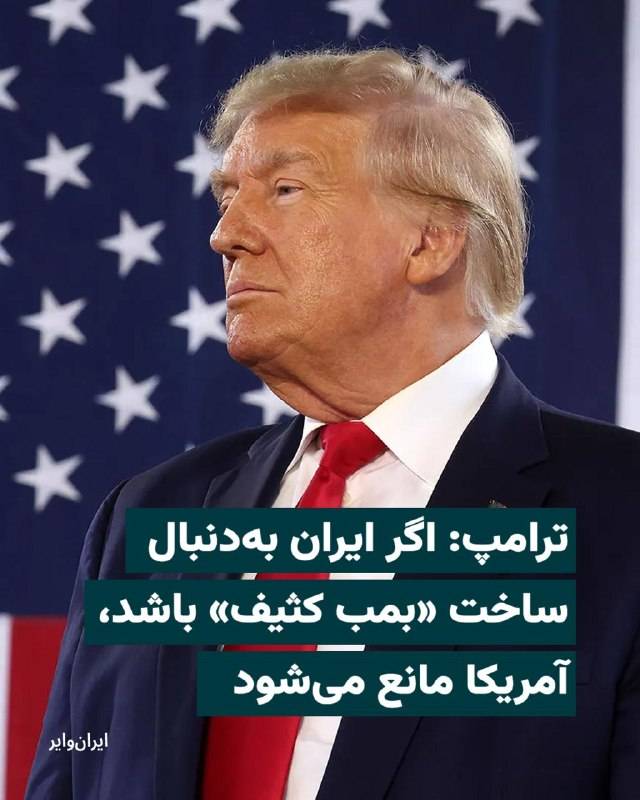 ترامپ: اگر ایران به‌دنبال
ساخت «بمب کثیف» باشد،
آمریکا مانع می‌شود
ایران‌وایر